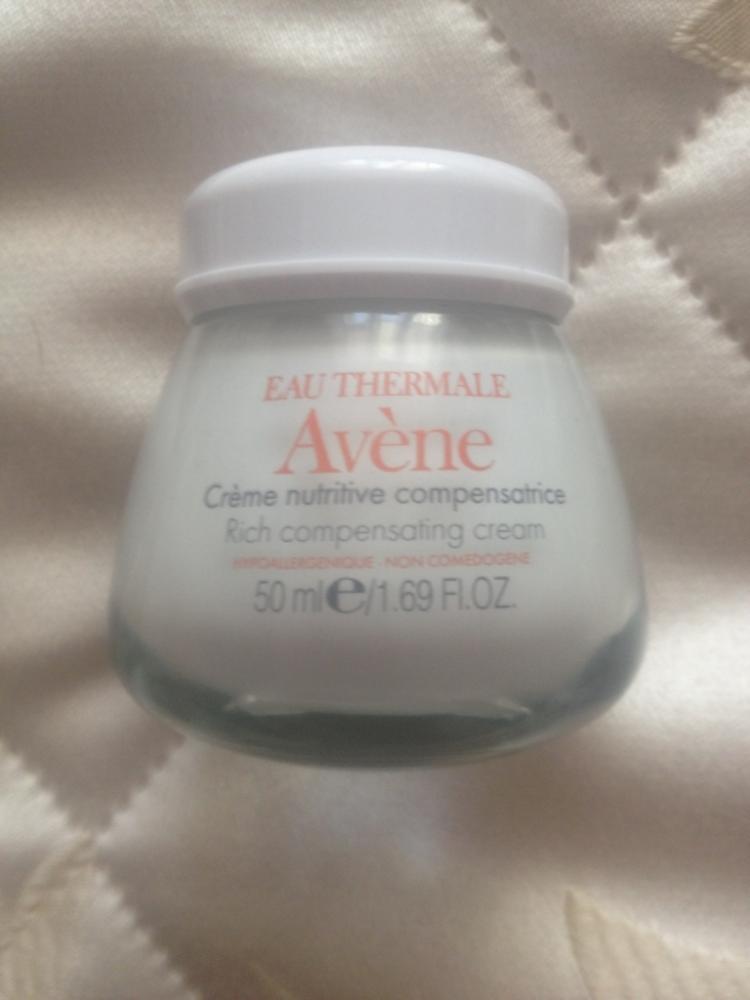 EAU THERMALE
Avène
Crème nutritive compensatrice
Rich compensating cream
HYPOALLERGENIQUE - NON COMEDOGENE
50 ml e/1.69 Fl.OZ.